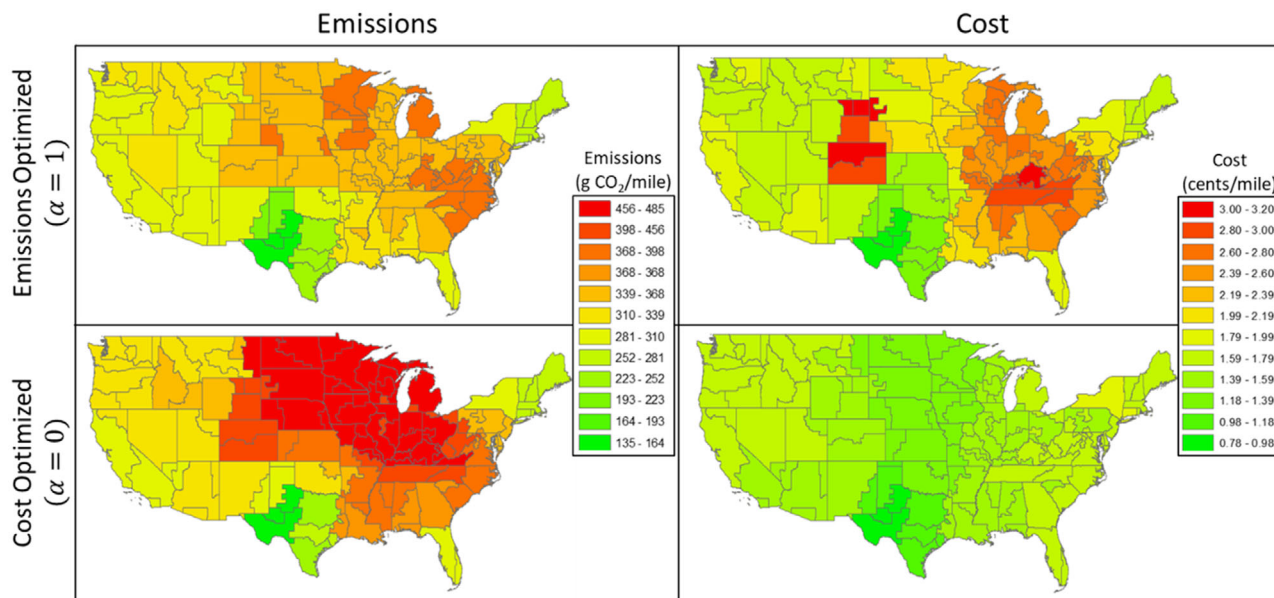 Emissions
Cost
Emissions Optimized
(α = 1)
Emissions
(g CO₂/mile)
456 - 485
398 - 456
368 - 398
368 - 368
339 - 368
310 - 339
281 - 310
252 - 281
223 - 252
193 - 223
164 - 193
135 - 164
Cost
(cents/mile)
3.00 - 3.20
2.80 - 3.00
2.60 - 2.80
2.39 - 2.60
2.19 - 2.39
1.99 - 2.19
1.79 - 1.99
1.59 - 1.79
1.39 - 1.59
1.18 - 1.39
0.98 - 1.18
0.78 - 0.98
Cost Optimized
(α = 0)